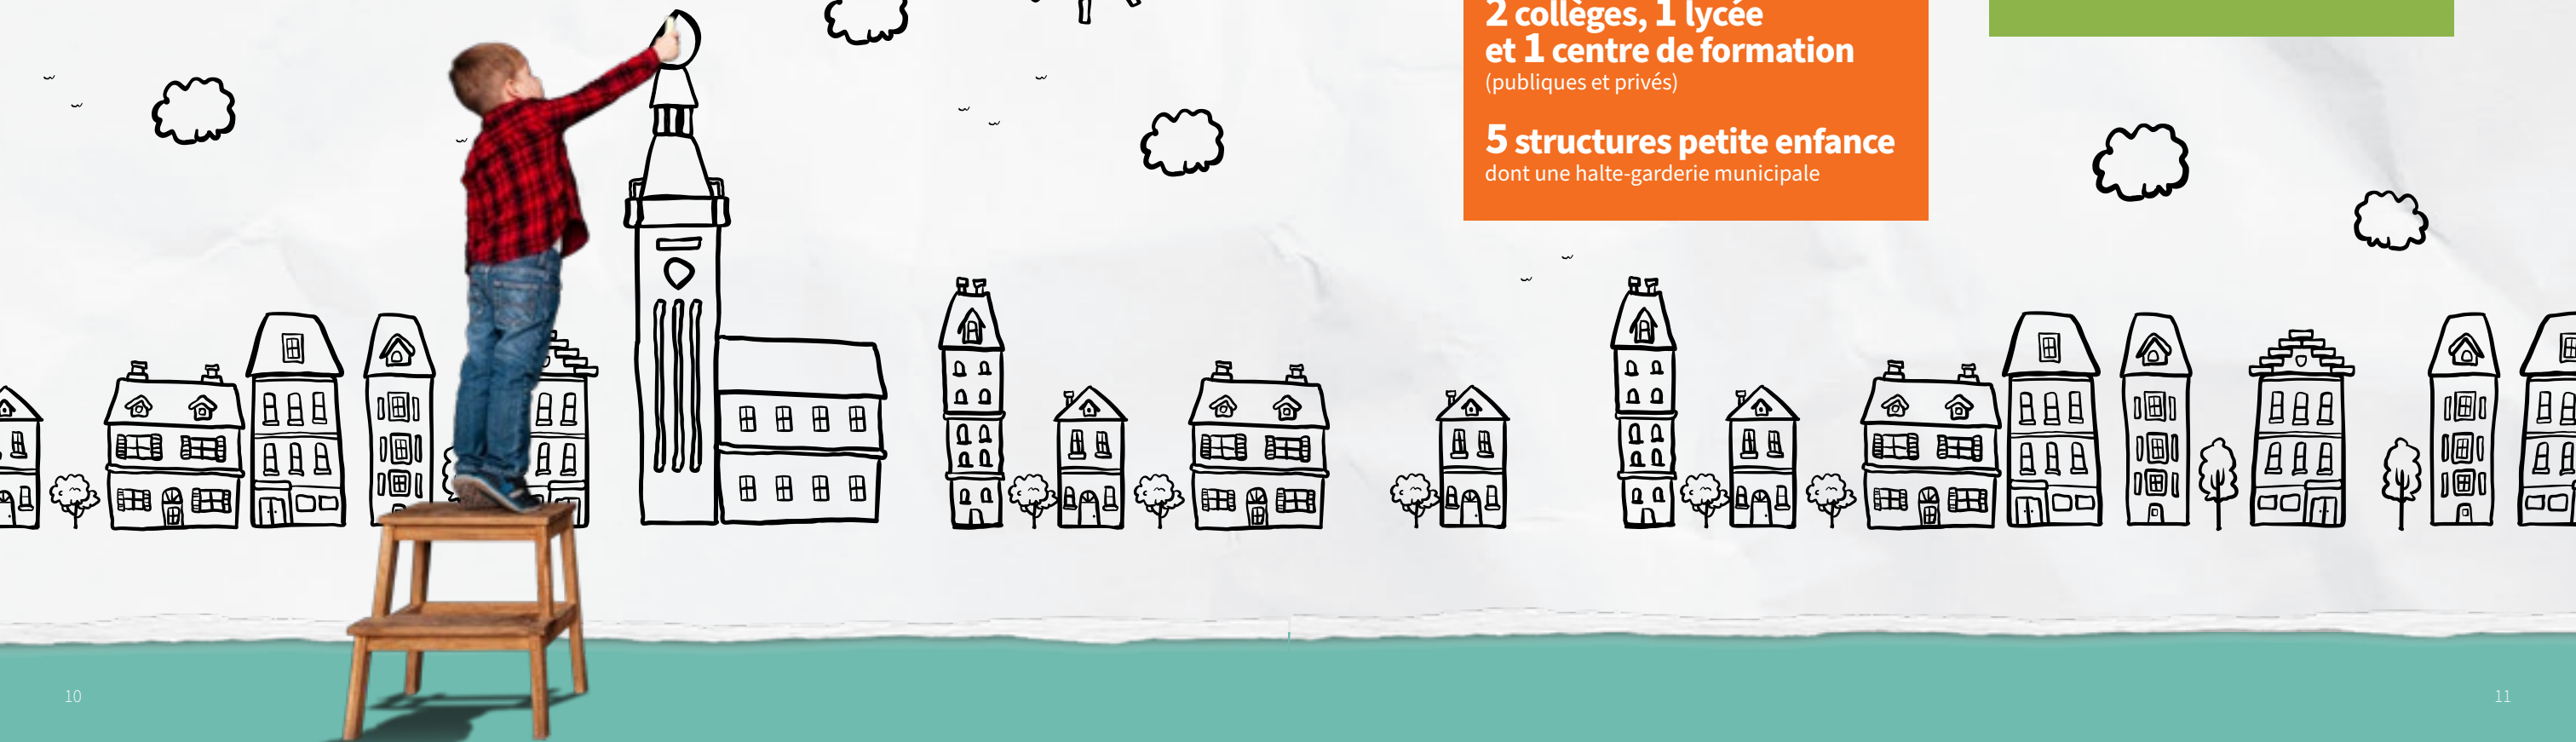 2 collèges, 1 lycée
et 1 centre de formation
(publiques et privés)
5 structures petite enfance
dont une halte-garderie municipale
10
11